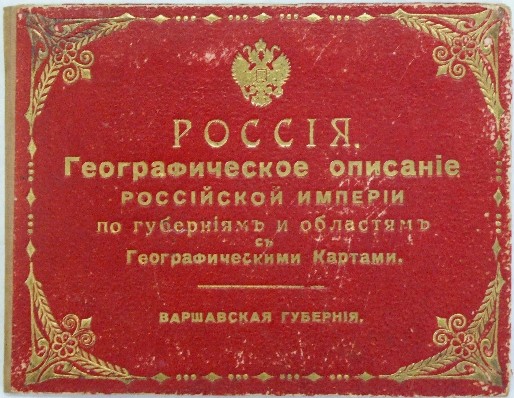 РОССІЯ.
Географическое описаніе
РОССІЙСКОЙ ИМПЕРІИ
по губерніямъ и областямъ
съ
Географическими Картами.
ВАРШАВСКАЯ ГУБЕРНІЯ.